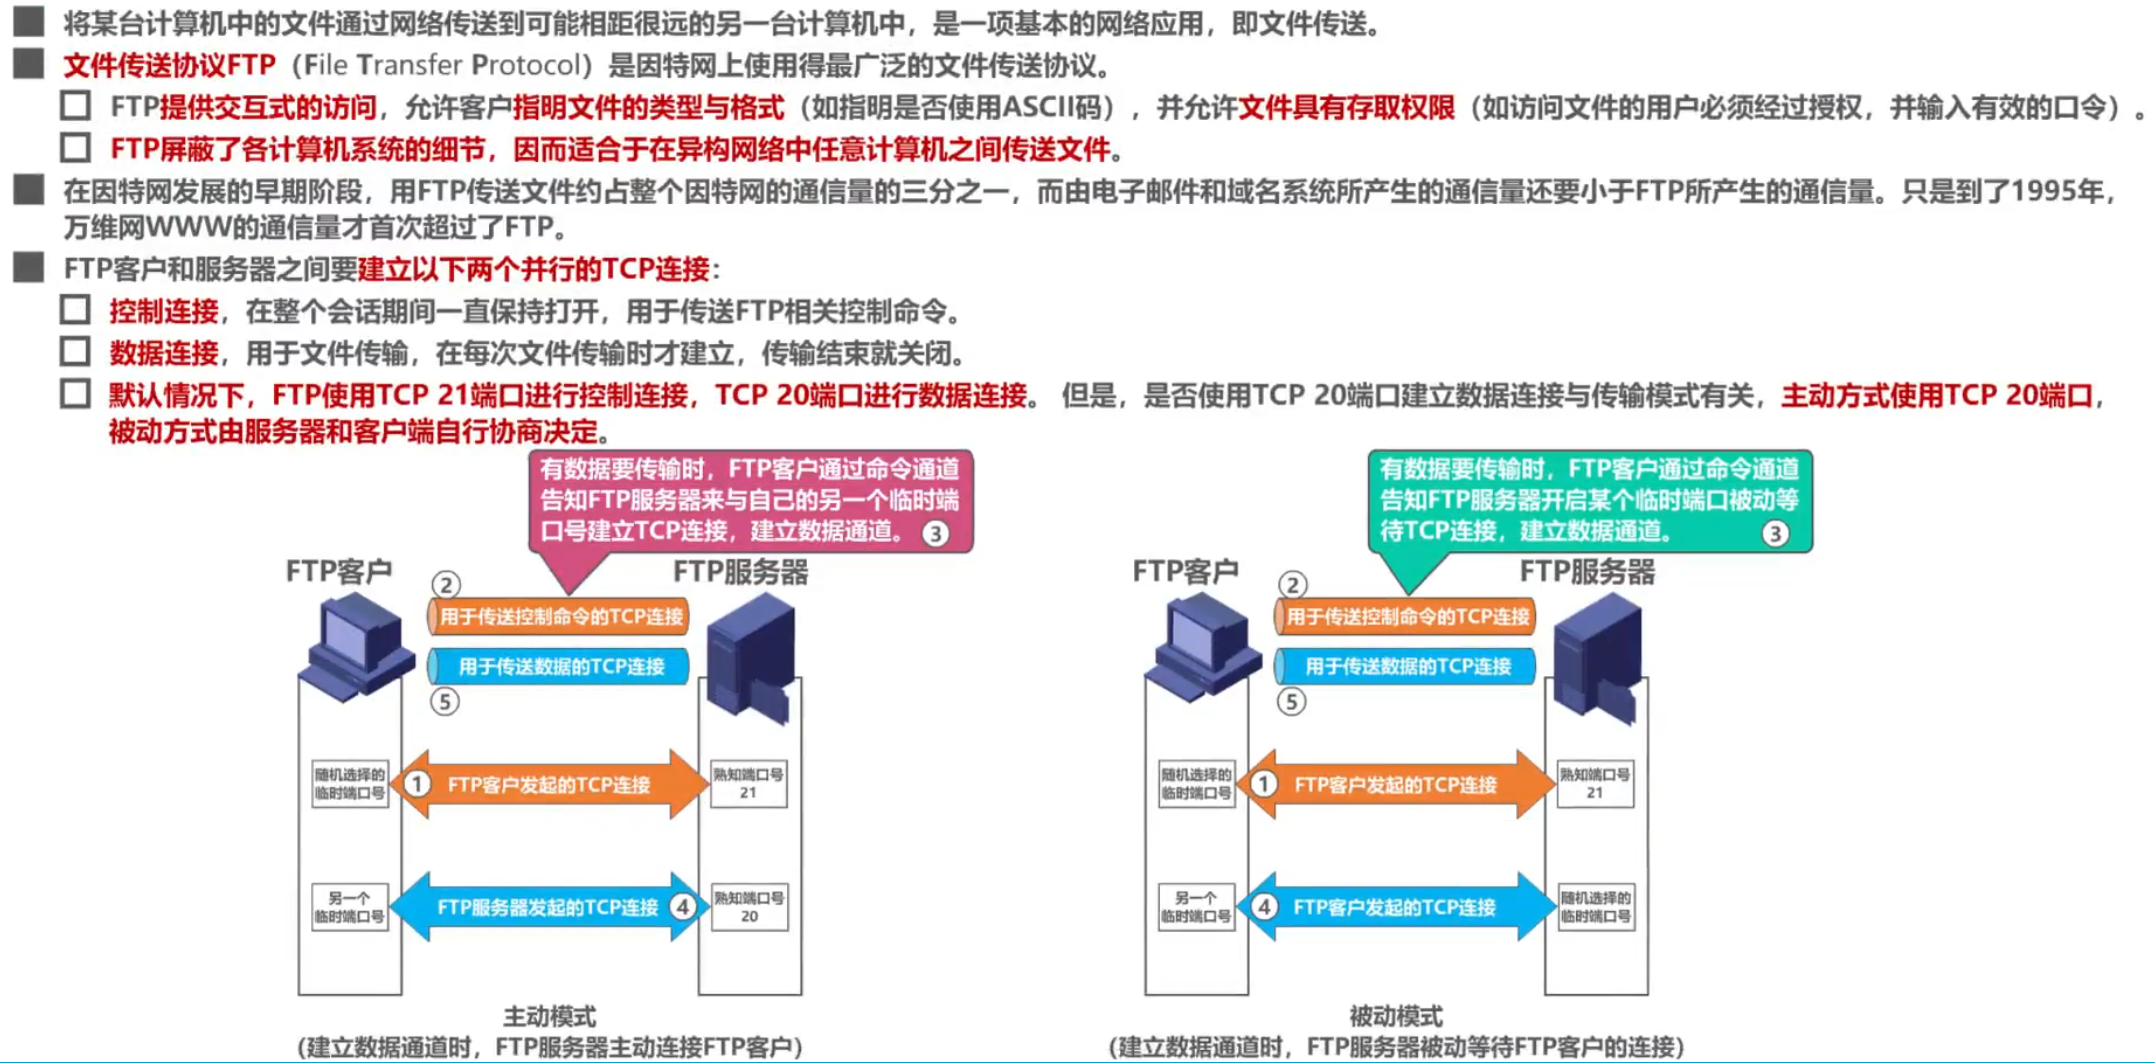 将某台计算机中的文件通过网络传送到可能相距很远的另一台计算机中，是一项基本的网络应用，即文件传送。
文件传送协议FTP（File Transfer Protocol）是因特网上使用得最广泛的文件传送协议。
FTP提供交互式的访问，允许客户指明文件的类型与格式（如指明是否使用ASCII码），并允许文件具有存取权限（如访问文件的用户必须经过授权，并输入有效的口令）。
FTP屏蔽了各计算机系统的细节，因而适合于在异构网络中任意计算机之间传送文件。
在因特网发展的早期阶段，用FTP传送文件约占整个因特网的通信量的三分之一，而由电子邮件和域名系统所产生的通信量还要小于FTP所产生的通信量。只是到了1995年，
万维网WWW的通信量才首次超过了FTP。
FTP客户和服务器之间要建立以下两个并行的TCP连接：
控制连接，在整个会话期间一直保持打开，用于传送FTP相关控制命令。
数据连接，用于文件传输，在每次文件传输时才建立，传输结束就关闭。
默认情况下，FTP使用TCP 21端口进行控制连接，TCP 20端口进行数据连接。 但是，是否使用TCP 20端口建立数据连接与传输模式有关，主动方式使用TCP 20端口，
被动方式由服务器和客户端自行协商决定。
有数据要传输时，FTP客户通过命令通道
告知FTP服务器来与自己的另一个临时端
口号建立TCP连接，建立数据通道。 ③
FTP客户
FTP服务器
②
用于传送控制命令的TCP连接
用于传送数据的TCP连接
⑤
随机选择的
临时端口号
① FTP客户发起的TCP连接
熟知端口号
21
另一个
临时端口号
FTP服务器发起的TCP连接 ④
熟知端口号
20
主动模式
(建立数据通道时，FTP服务器主动连接FTP客户)
有数据要传输时，FTP客户通过命令通道
告知FTP服务器开启某个临时端口被动等
待TCP连接，建立数据通道。 ③
FTP客户
FTP服务器
②
用于传送控制命令的TCP连接
用于传送数据的TCP连接
⑤
随机选择的
临时端口号
① FTP客户发起的TCP连接
熟知端口号
21
另一个
临时端口号
④ FTP客户发起的TCP连接
随机选择的
临时端口号
被动模式
(建立数据通道时，FTP服务器被动等待FTP客户的连接)